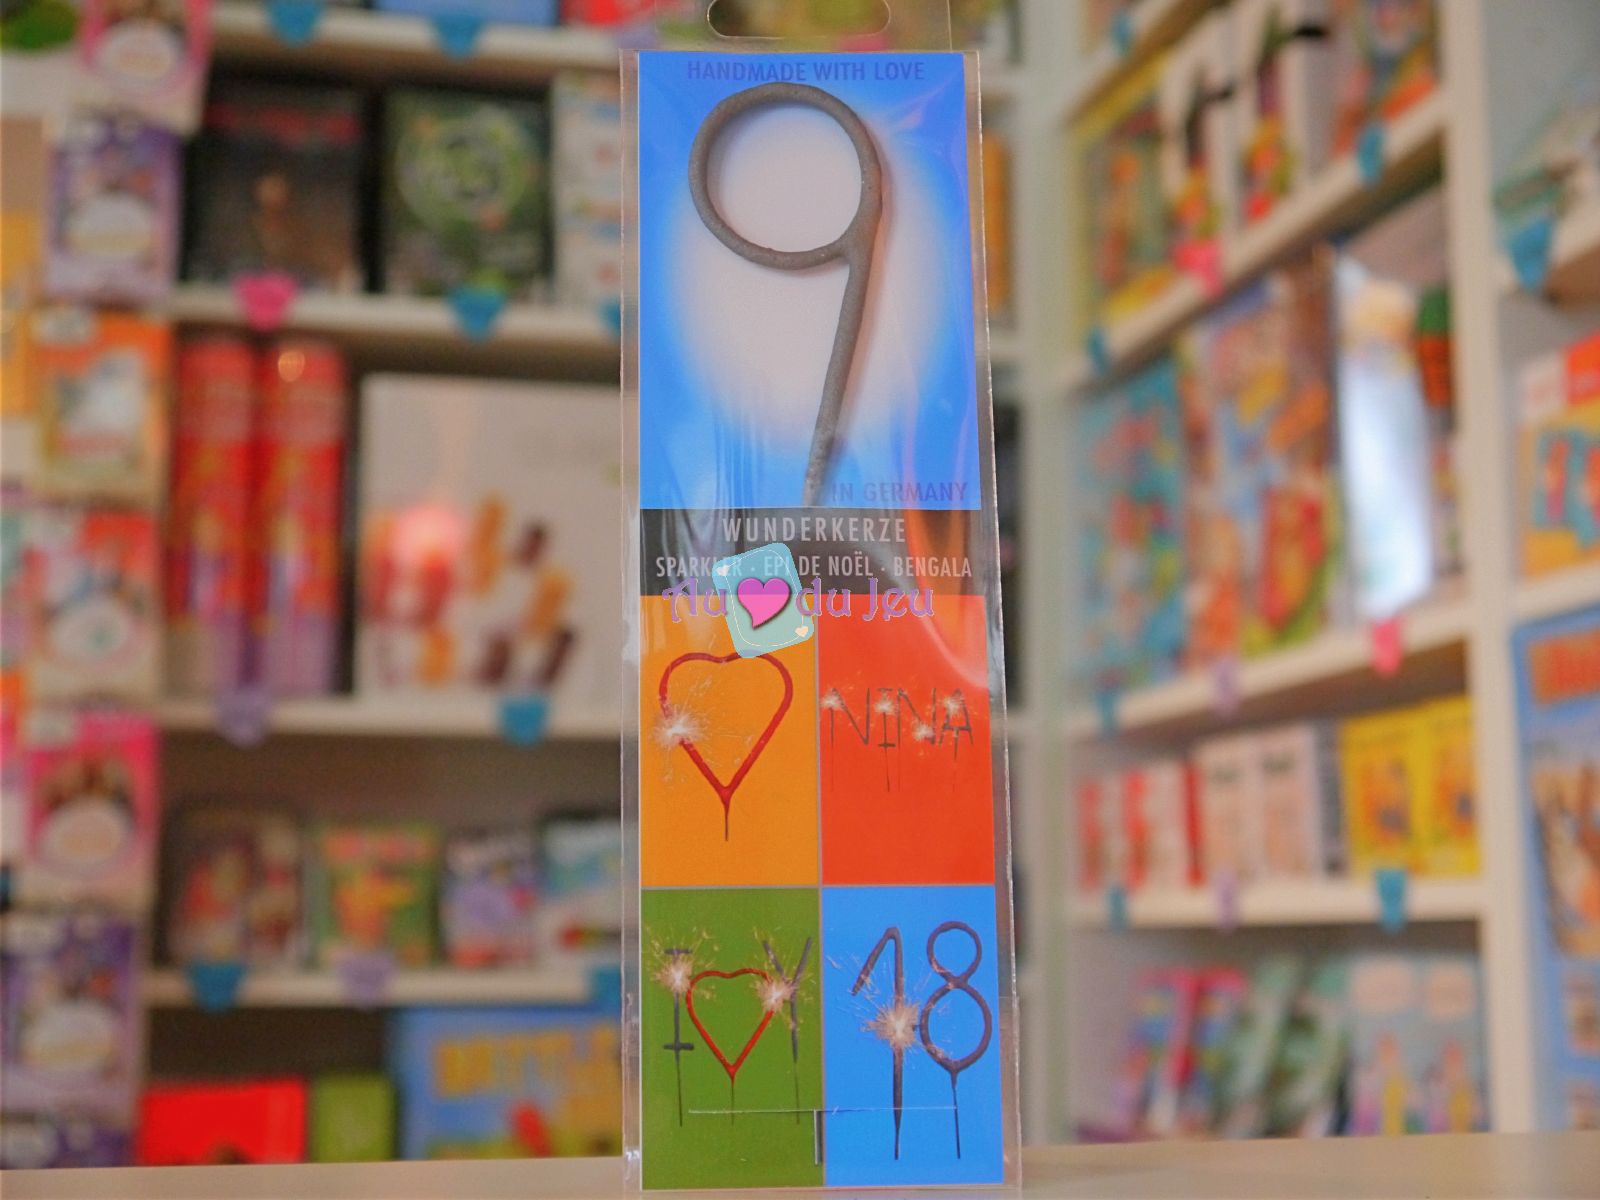 HANDMADE WITH LOVE
IN GERMANY
WUNDERKERZE
SPARKLER · EPI DE NOËL · BENGALA
Au du Jeu
NINA
I Y
18
9